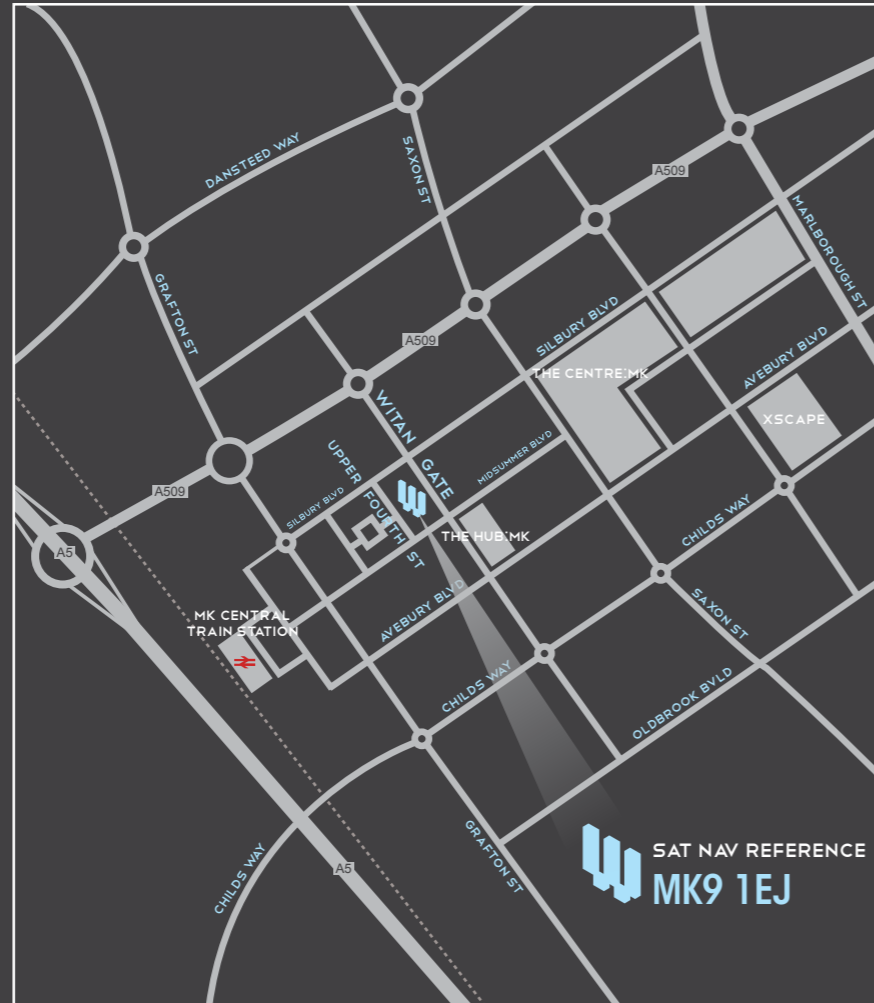 DANSTEED WAY
SAXON ST
A509
MARLBOROUGH ST
GRAFTON ST
SILBURY BLVD
A509
AVEBURY BLVD
THE CENTRE:MK
WITAN GATE
XSCAPE
UPPER FOURTH ST
MIDSUMMER BLVD
A509
SILBURY BLVD
CHILDS WAY
THE HUB:MK
A5
MK CENTRAL
TRAIN STATION
AVEBURY BLVD
SAXON ST
CHILDS WAY
OLDBROOK BVLD
GRAFTON ST
SAT NAV REFERENCE
MK9 1EJ
A5
CHILDS WAY